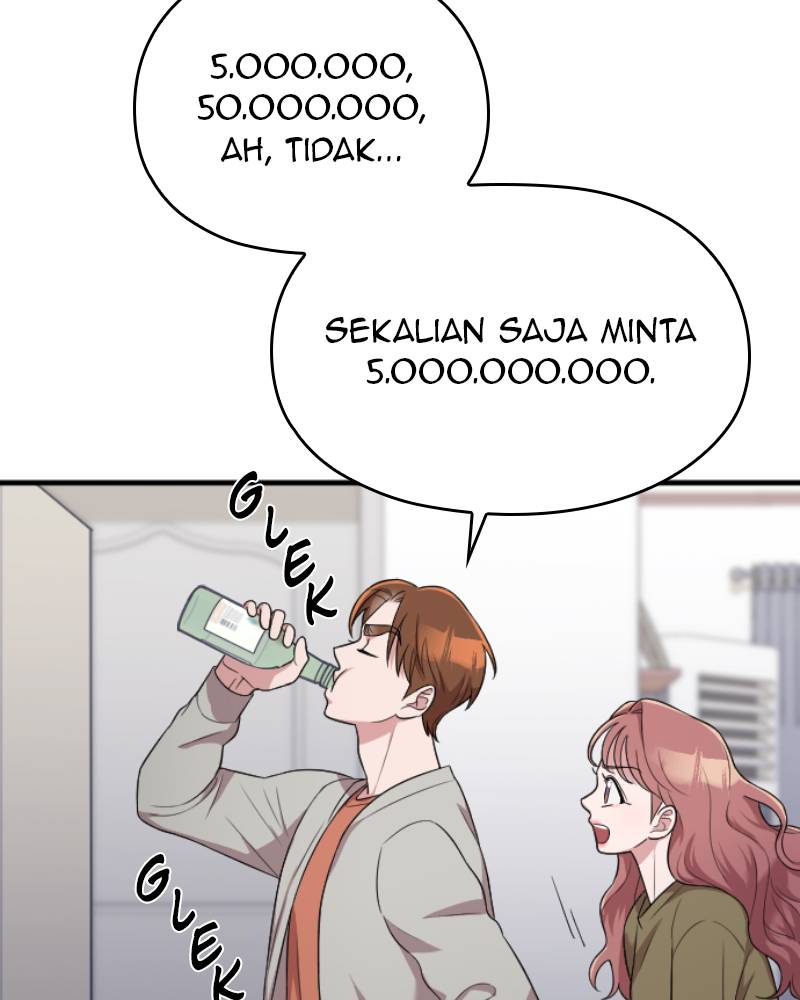 5.000.000,
50.000.000,
AH, TIDAK...
SEKALIAN SAJA MINTA
5.000.000.000.
GLEK
GLEK